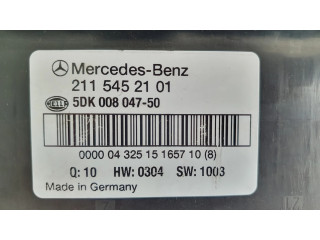 Mercedes-Benz
211 545 21 01
HELLA
5DK 008 047-50
0000 04 325 15 1657 10 (8)
Q: 10 HW: 0304 SW: 1003
Made in Germany